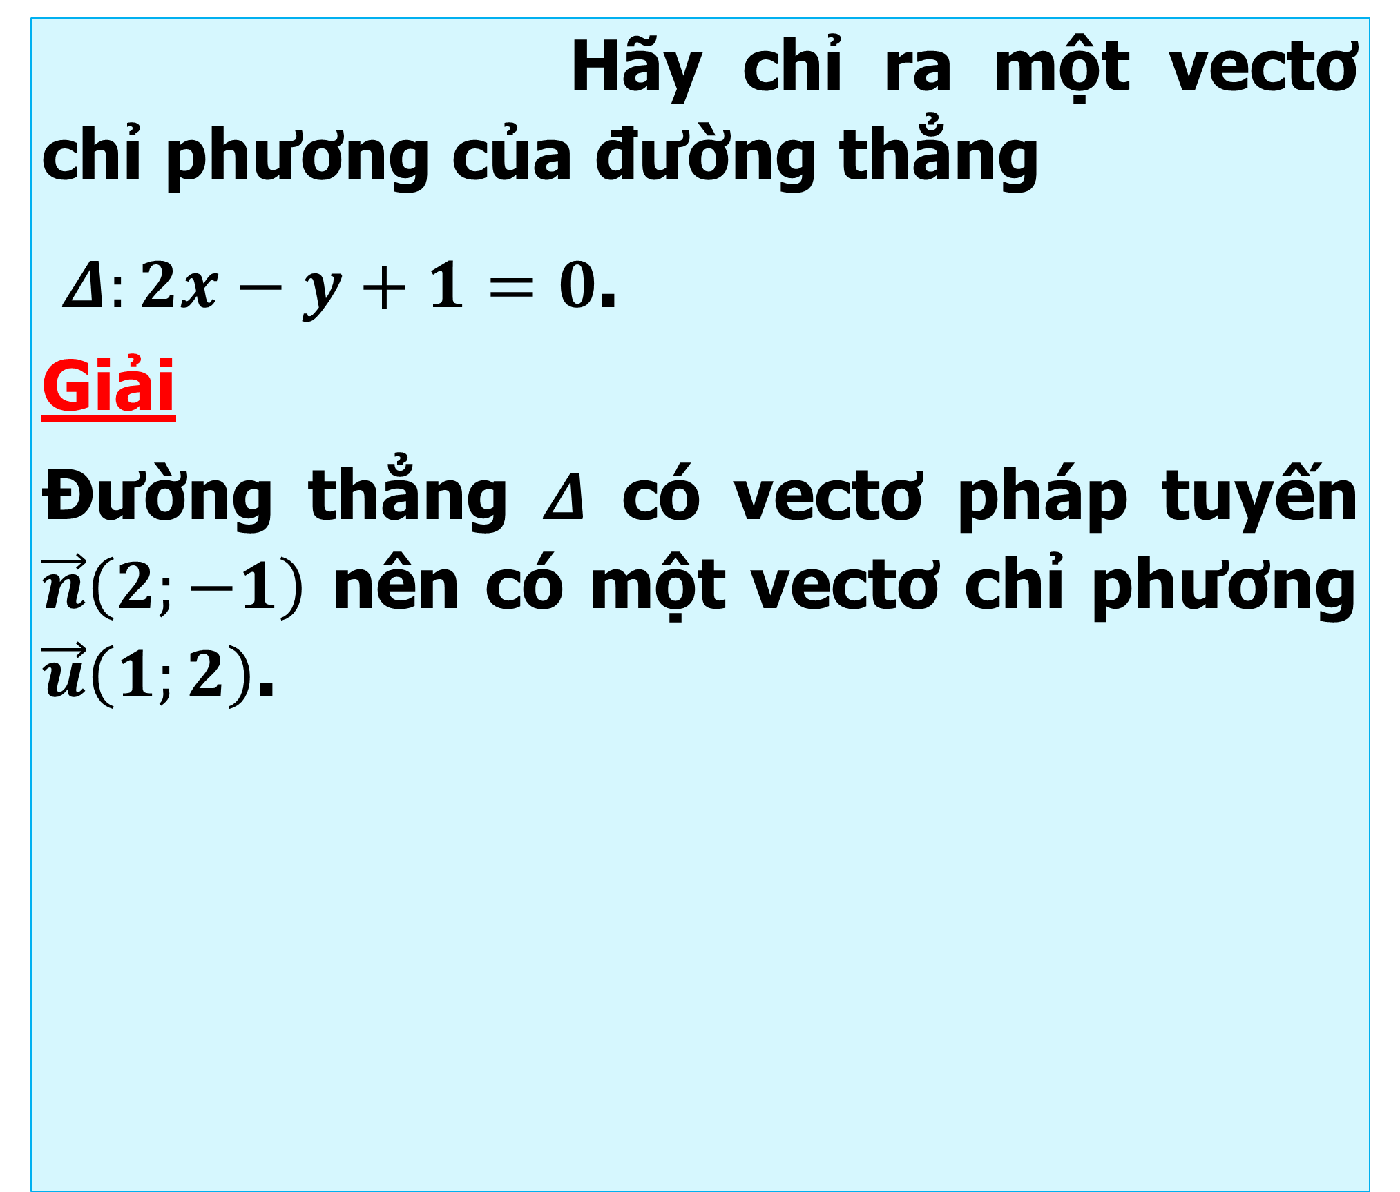 Hãy chỉ ra một vectơ
chỉ phương của đường thẳng
Δ: 2x − y + 1 = 0.
Giải
Đường thẳng Δ có vectơ pháp tuyến
n⃗(2; −1) nên có một vectơ chỉ phương
u⃗(1; 2).